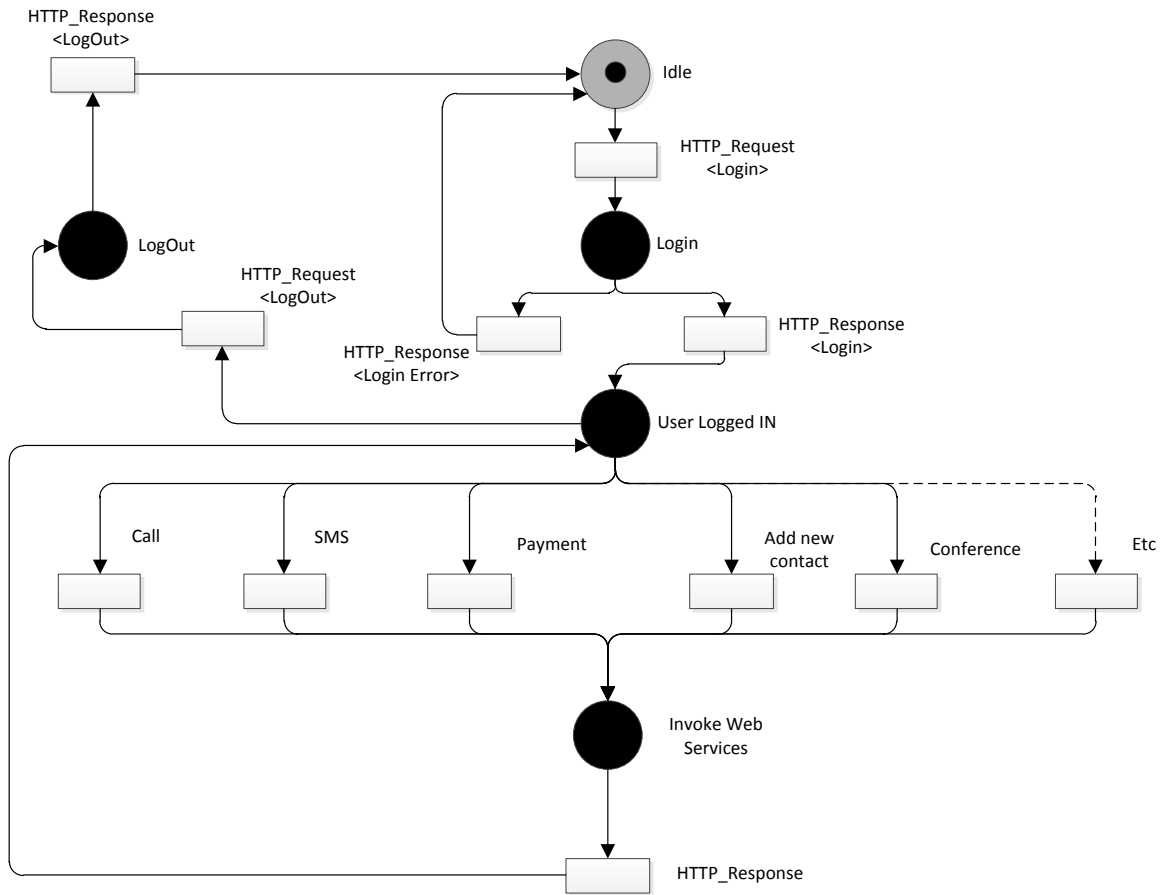 HTTP_Response
<LogOut>
Idle
HTTP_Request
<Login>
LogOut
Login
HTTP_Request
<LogOut>
HTTP_Response
<Login Error>
HTTP_Response
<Login>
User Logged IN
Call
SMS
Payment
Add new
contact
Conference
Etc
Invoke Web
Services
HTTP_Response